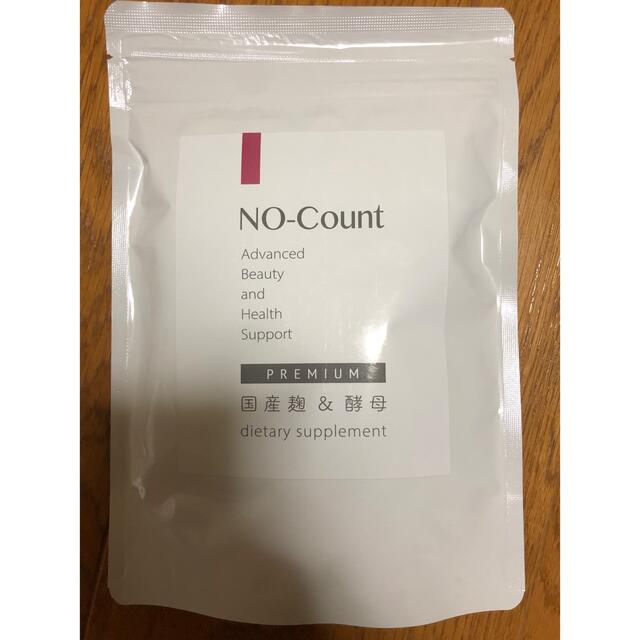 NO-Count
Advanced
Beauty
and
Health
Support
PREMIUM
国産麹 & 酵母
dietary supplement